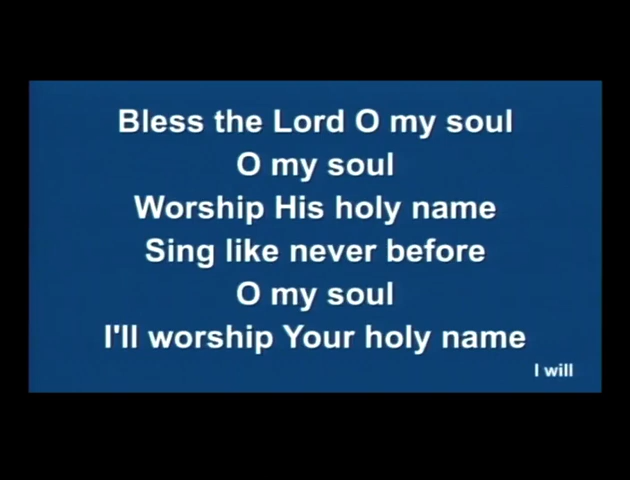 Bless the Lord O my soul
O my soul
Worship His holy name
Sing like never before
O my soul
I'll worship Your holy name
I will